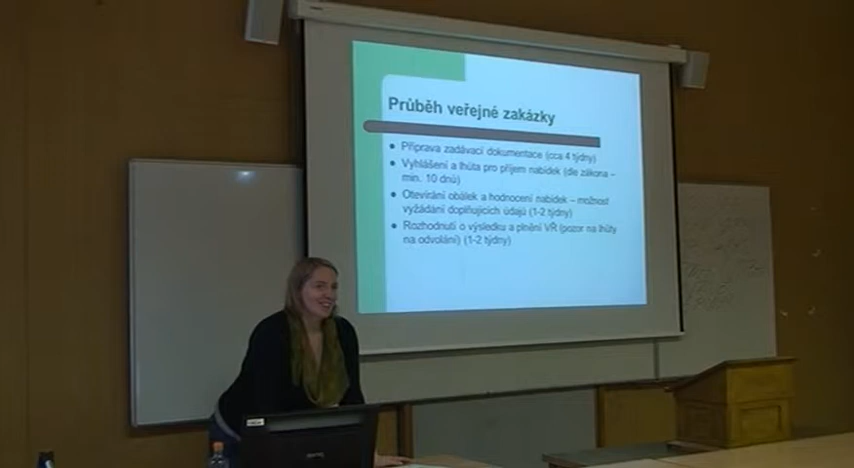 Průběh veřejné zakázky
• Příprava zadávací dokumentace (cca 4 týdny)
• Vyhlášení a lhůta pro příjem nabídek (dle zákona –
min. 10 dnů)
• Otevírání obálek a hodnocení nabídek – možnost
vyžádání doplňujících údajů (1-2 týdny)
• Rozhodnutí o výsledku a plnění VŘ (pozor na lhůty
na odvolání) (1-2 týdny)